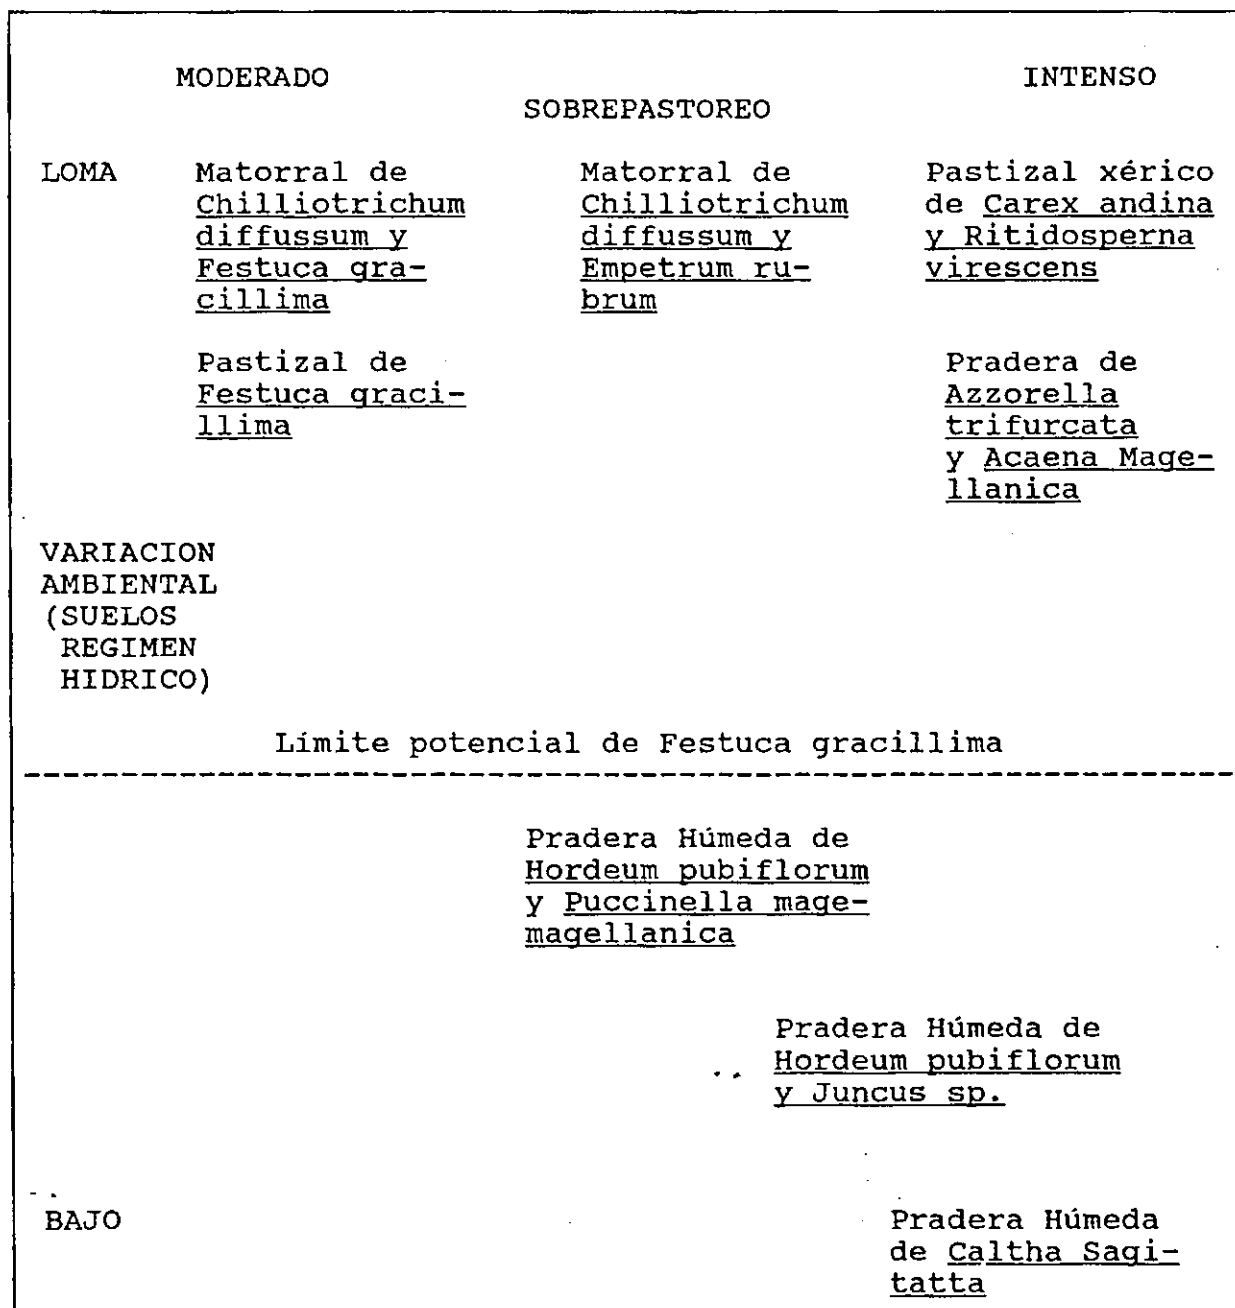 MODERADO INTENSO
SOBREPASTOREO
LOMA Matorral de Matorral de Pastizal xérico
Chilliotrichum Chilliotrichum de Carex andina
diffussum y diffussum y y Ritidosperna
Festuca gra- Empetrum ru- virescens
cillima brum
Pastizal de Pradera de
Festuca graci- Azzorella
llima trifurcata
y Acaena Mage-
llanica
VARIACION
AMBIENTAL
(SUELOS
REGIMEN
HIDRICO)
Límite potencial de Festuca gracillima
Pradera Húmeda de
Hordeum pubiflorum
y Puccinella mage-
magellanica
Pradera Húmeda de
Hordeum pubiflorum
y Juncus sp.
BAJO Pradera Húmeda
de Caltha Sagi-
tatta